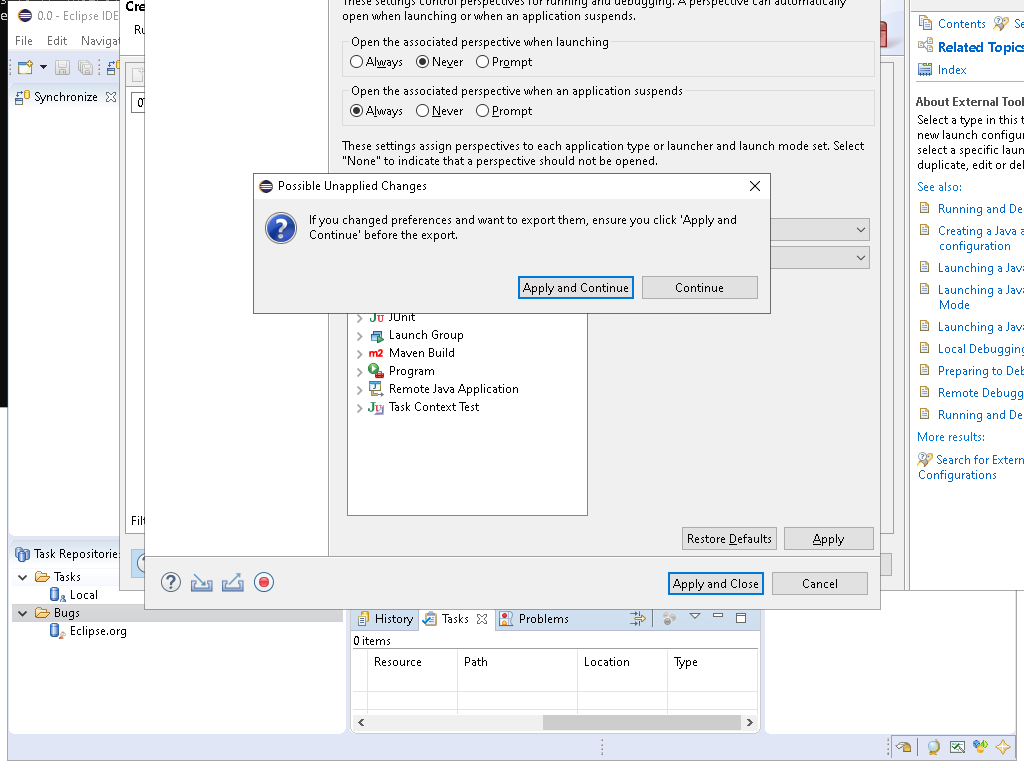 0.0 - Eclipse IDE
File Edit Navigat
Synchronize
Cre
Ru
Filt
These settings control perspectives for running and debugging. A perspective can automatically
open when launching or when an application suspends.
Open the associated perspective when launching
Always Never Prompt
Open the associated perspective when an application suspends
Always Never Prompt
These settings assign perspectives to each application type or launcher and launch mode set. Select
"None" to indicate that a perspective should not be opened.
Possible Unapplied Changes
If you changed preferences and want to export them, ensure you click 'Apply and
Continue' before the export.
Apply and Continue Continue
JUnit
Launch Group
m2 Maven Build
Program
Remote Java Application
Task Context Test
Restore Defaults Apply
Apply and Close Cancel
Task Repositorie
Tasks
Local
Bugs
Eclipse.org
History Tasks Problems
0 items
Resource Path Location Type
Contents Se
Related Topics
Index
About External Tool
Select a type in this t
new launch configur
select a specific laun
duplicate, edit or del
See also:
Running and De
Creating a Java a
configuration
Launching a Java
Launching a Java
Mode
Launching a Java
Local Debugging
Preparing to Deb
Remote Debugg
Running and De
More results:
Search for Extern
Configurations